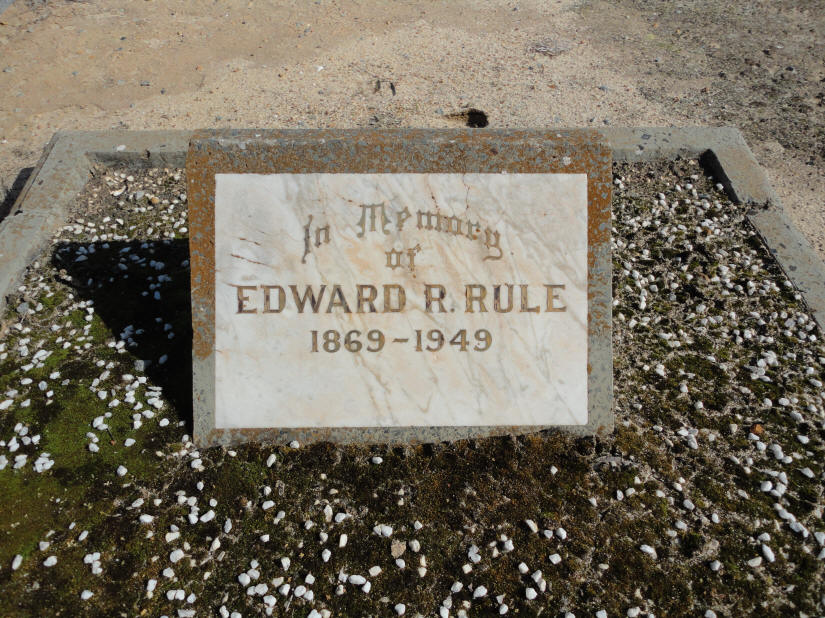 In Memory
of
EDWARD R. RULE
1869-1949